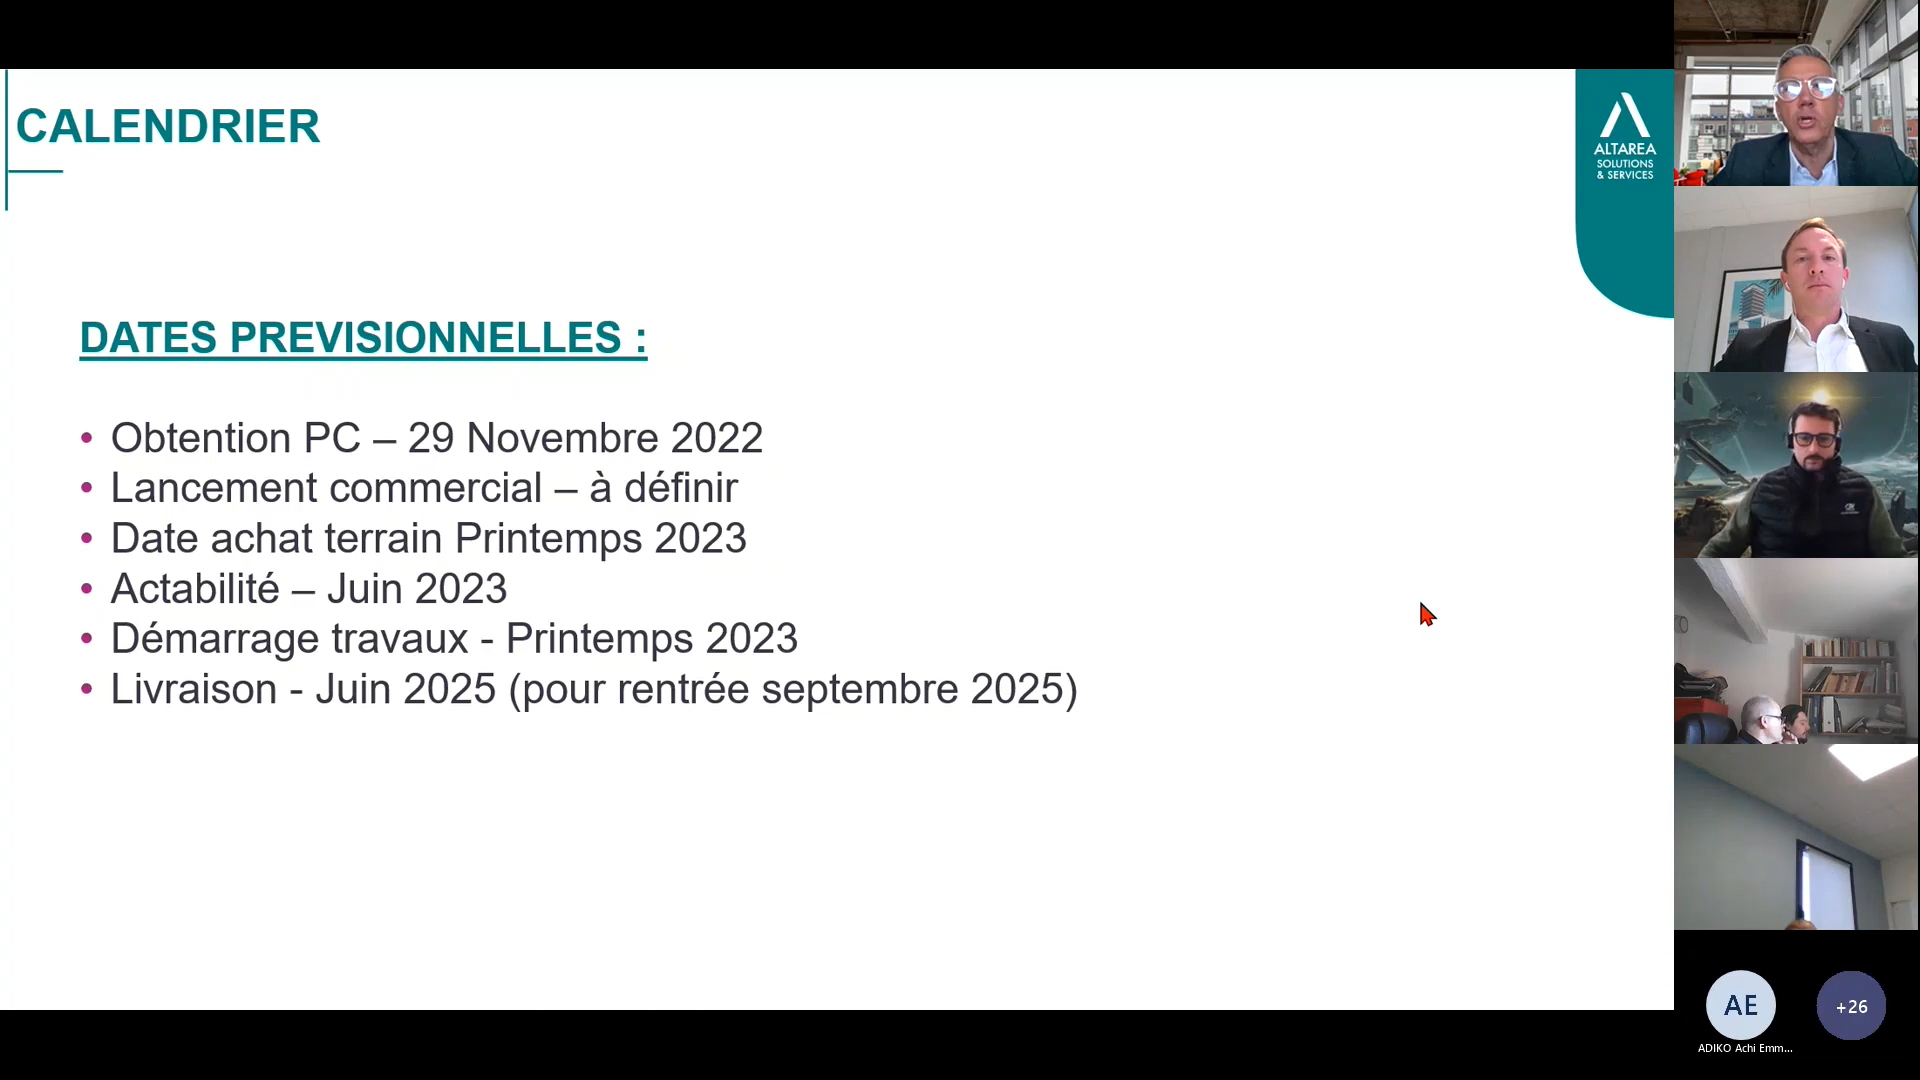 CALENDRIER
ALTAREA
SOLUTIONS
& SERVICES
DATES PREVISIONNELLES :
• Obtention PC – 29 Novembre 2022
• Lancement commercial – à définir
• Date achat terrain Printemps 2023
• Actabilité – Juin 2023
• Démarrage travaux - Printemps 2023
• Livraison - Juin 2025 (pour rentrée septembre 2025)
AE
+26
ADIKO Achi Emm...